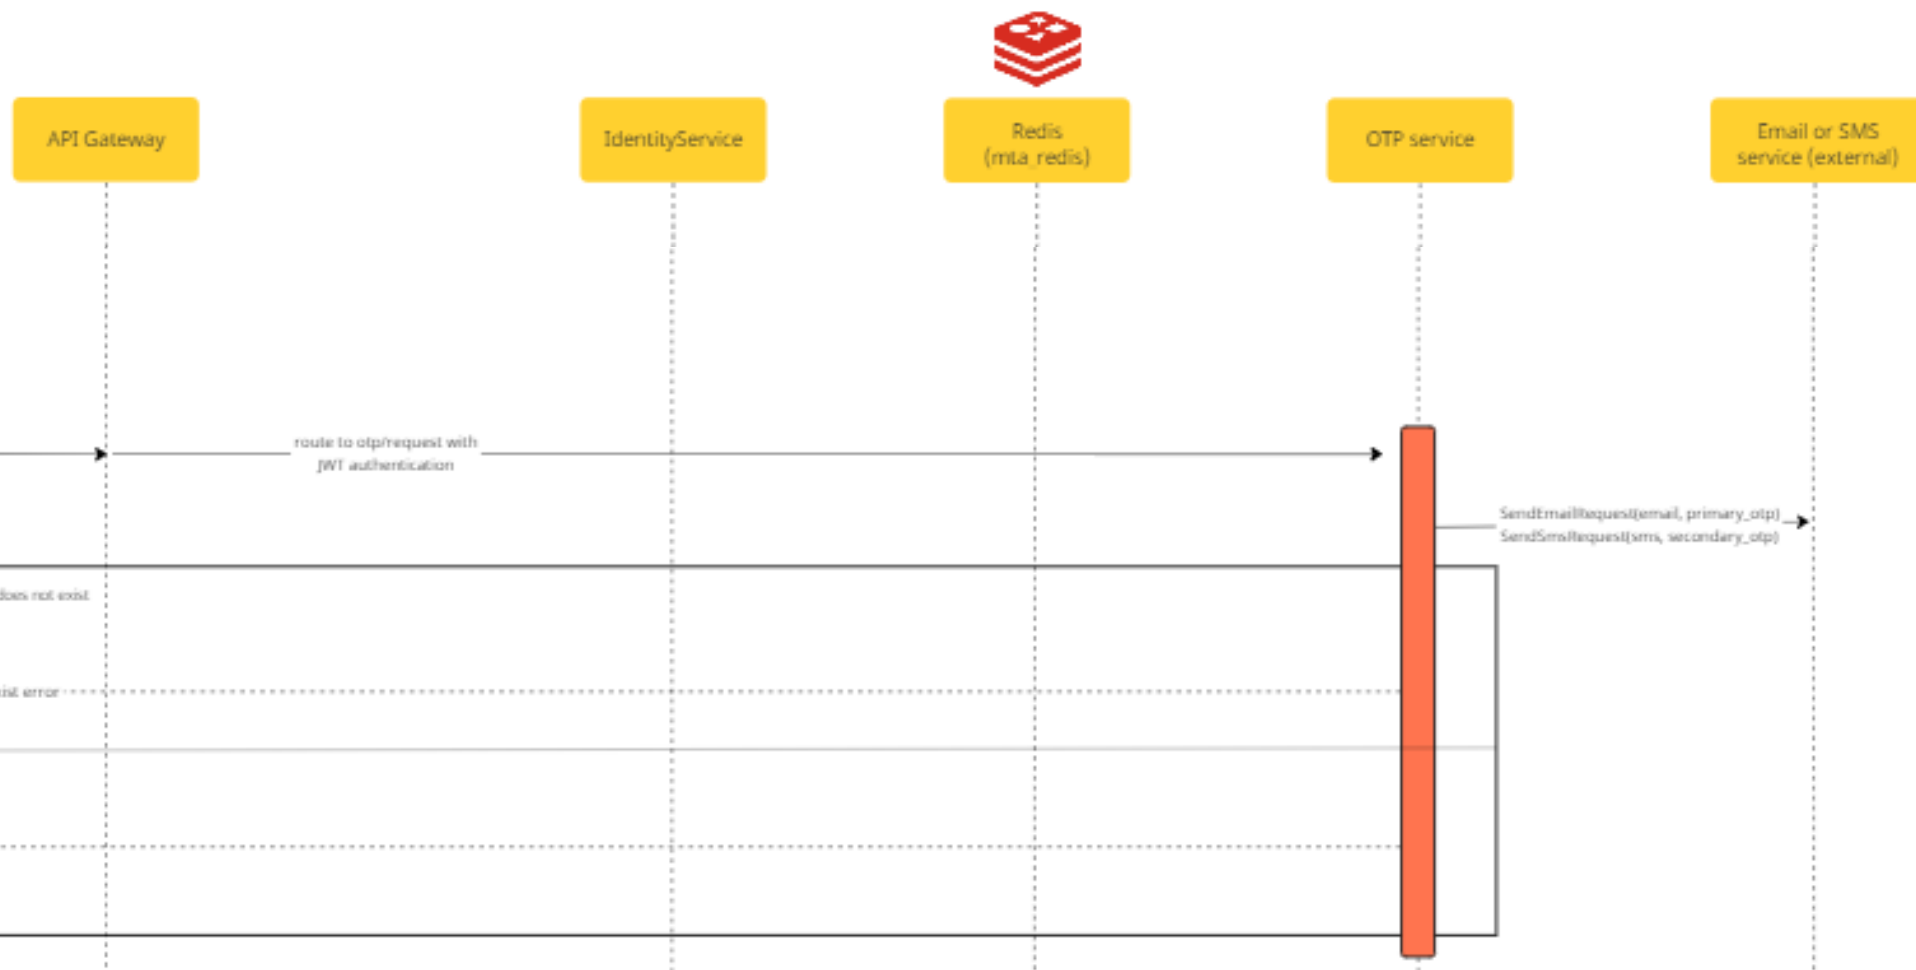 API Gateway
IdentityService
Redis
(mta_redis)
OTP service
Email or SMS
service (external)
route to otp/request with
JWT authentication
SendEmailRequest(email, primary_otp)
SendSmsRequest(sms, secondary_otp)
does not exist
ist error